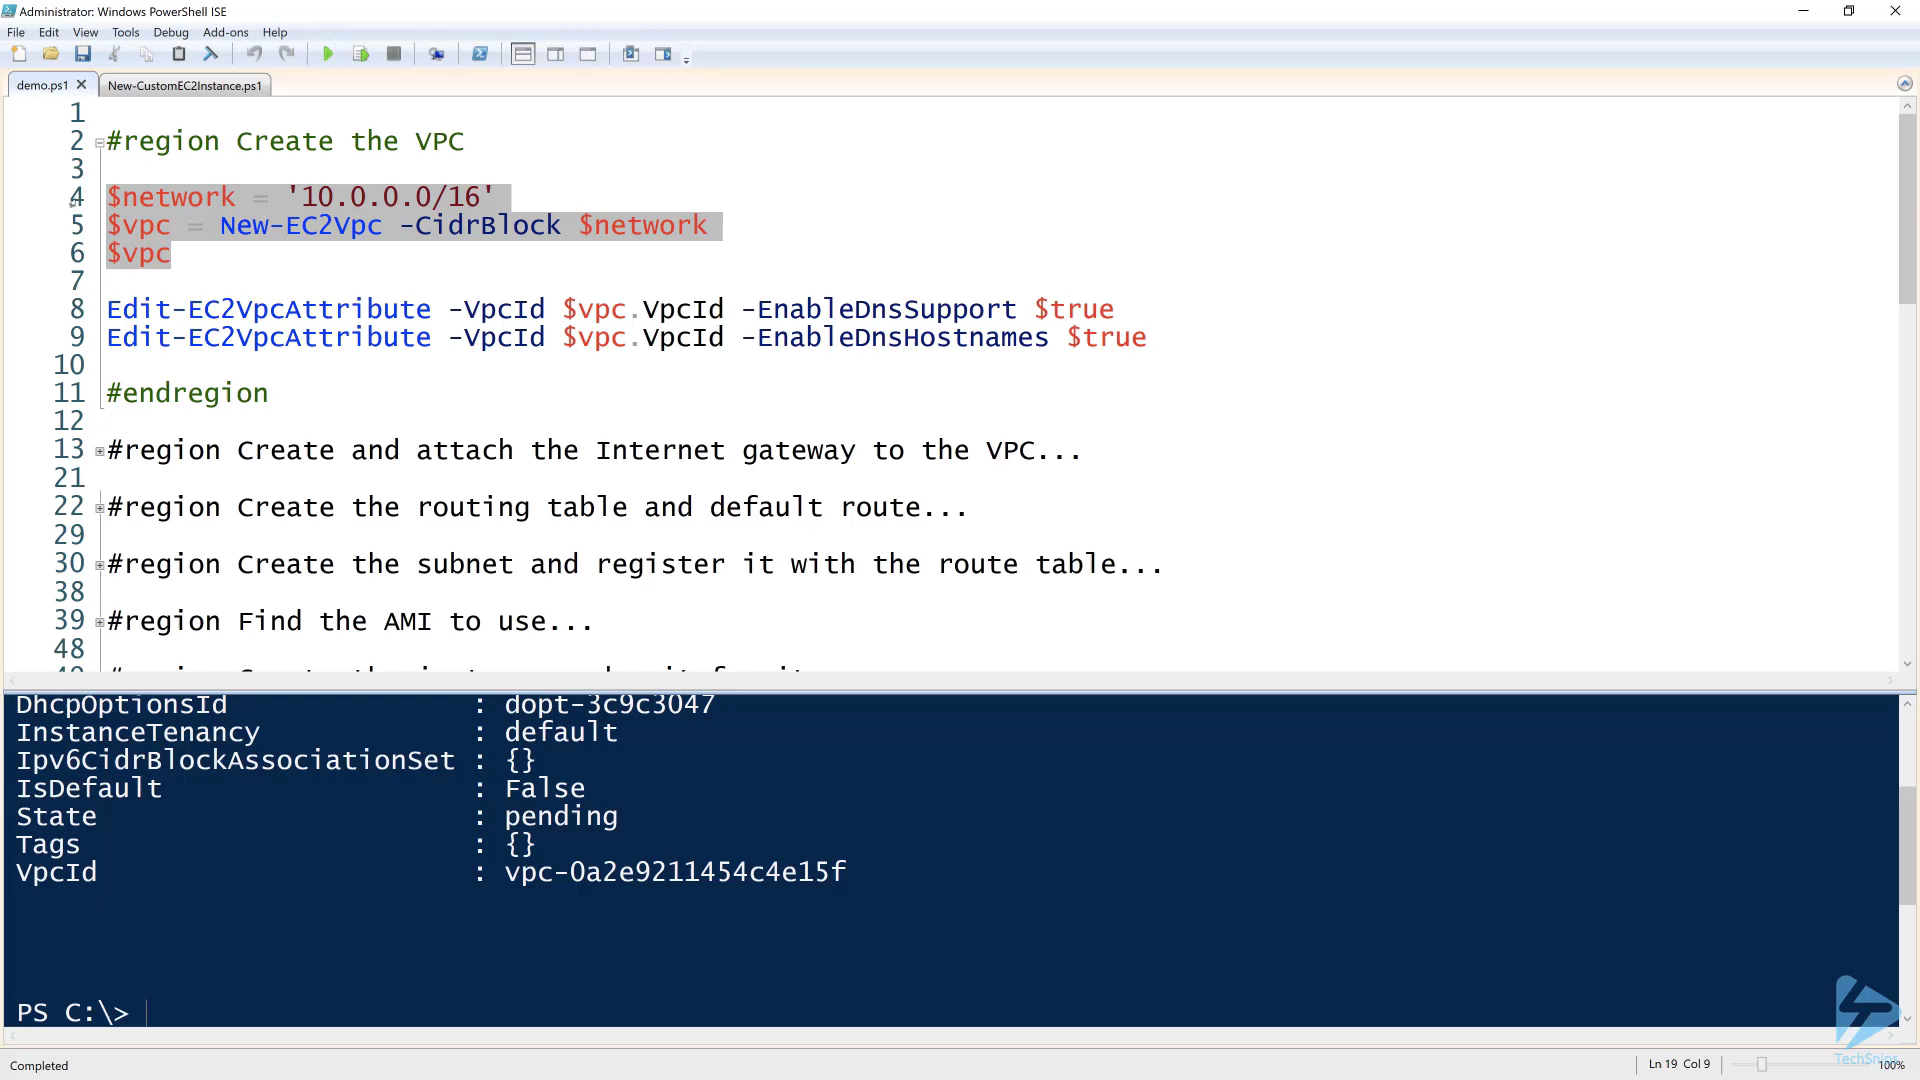 Administrator: Windows PowerShell ISE
File Edit View Tools Debug Add-ons Help
demo.ps1 New-CustomEC2Instance.ps1
1
2 #region Create the VPC
3
4 $network = '10.0.0.0/16'
5 $vpc = New-EC2Vpc -CidrBlock $network
6 $vpc
7
8 Edit-EC2VpcAttribute -VpcId $vpc.VpcId -EnableDnsSupport $true
9 Edit-EC2VpcAttribute -VpcId $vpc.VpcId -EnableDnsHostnames $true
10
11 #endregion
12
13 #region Create and attach the Internet gateway to the VPC...
21
22 #region Create the routing table and default route...
29
30 #region Create the subnet and register it with the route table...
38
39 #region Find the AMI to use...
48
DhcpOptionsId : dopt-3c9c3047
InstanceTenancy : default
Ipv6CidrBlockAssociationSet : {}
IsDefault : False
State : pending
Tags : {}
VpcId : vpc-0a2e9211454c4e15f
PS C:\>
TechSnips
Completed Ln 19 Col 9 100%